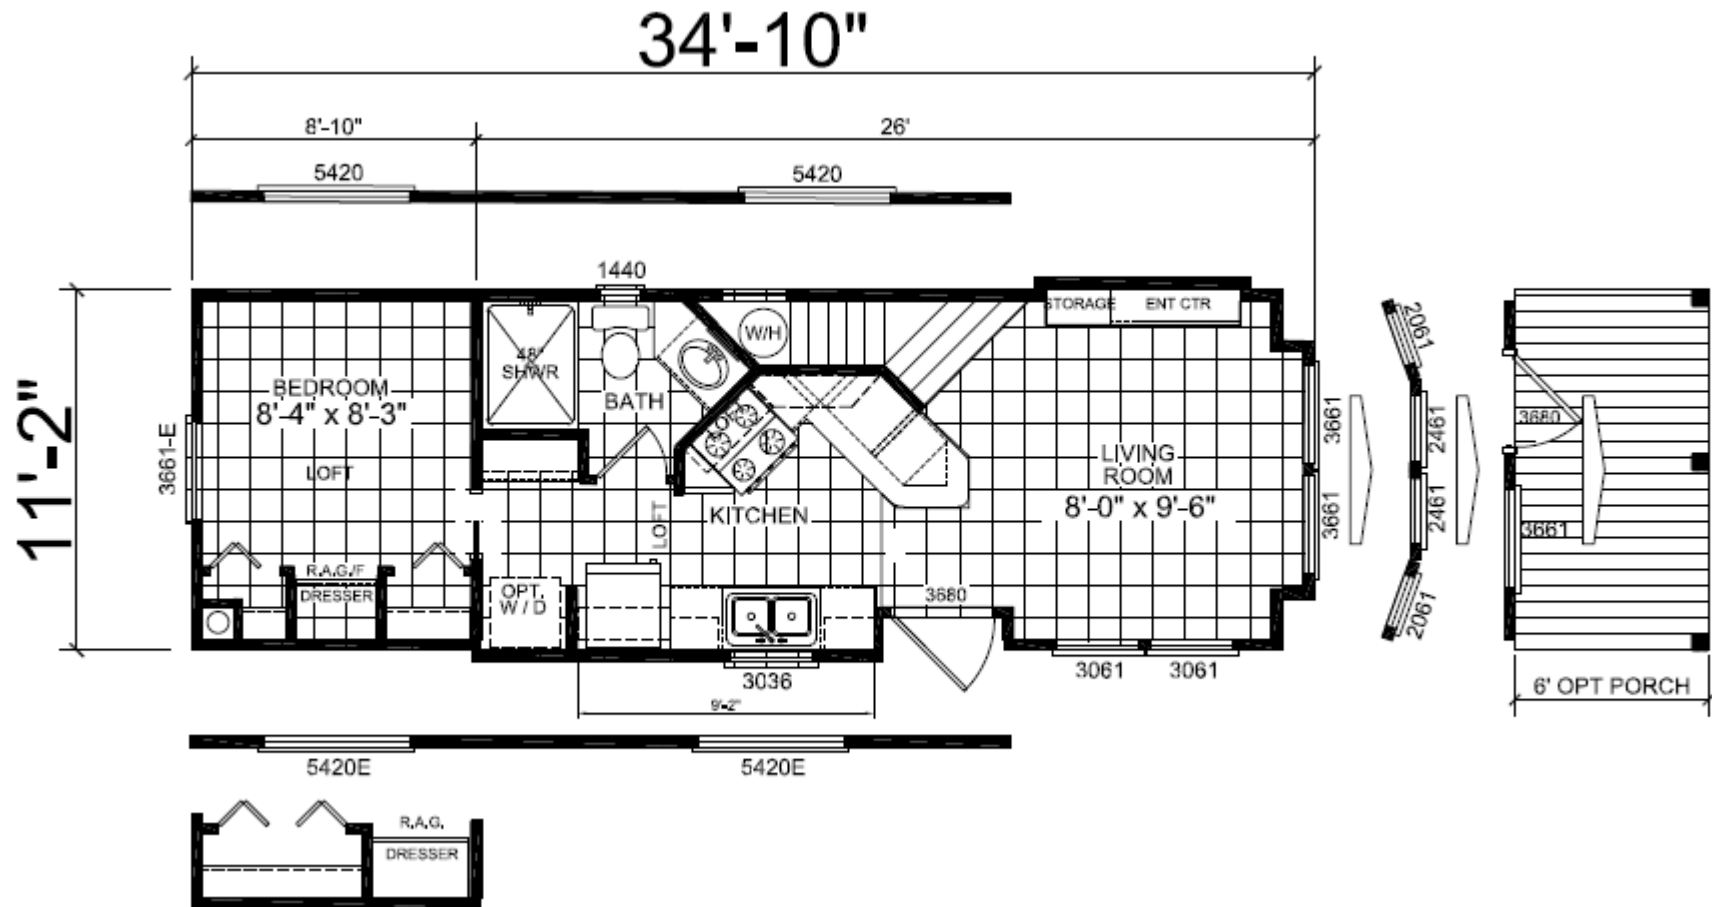 34'-10"
8'-10"
26'
5420
5420
11'-2"
1440
STORAGE
ENT CTR
W/H
48"
SHWR
BATH
BEDROOM
8'-4" x 8'-3"
LOFT
3661-E
LIVING
ROOM
8'-0" x 9'-6"
KITCHEN
LOFT
R.A.G./F
DRESSER
OPT.
W / D
3680
3036
9'-2"
3061
3061
3661
3661
2061
2461
2461
2061
3680
3661
6' OPT PORCH
5420E
5420E
R.A.G.
DRESSER